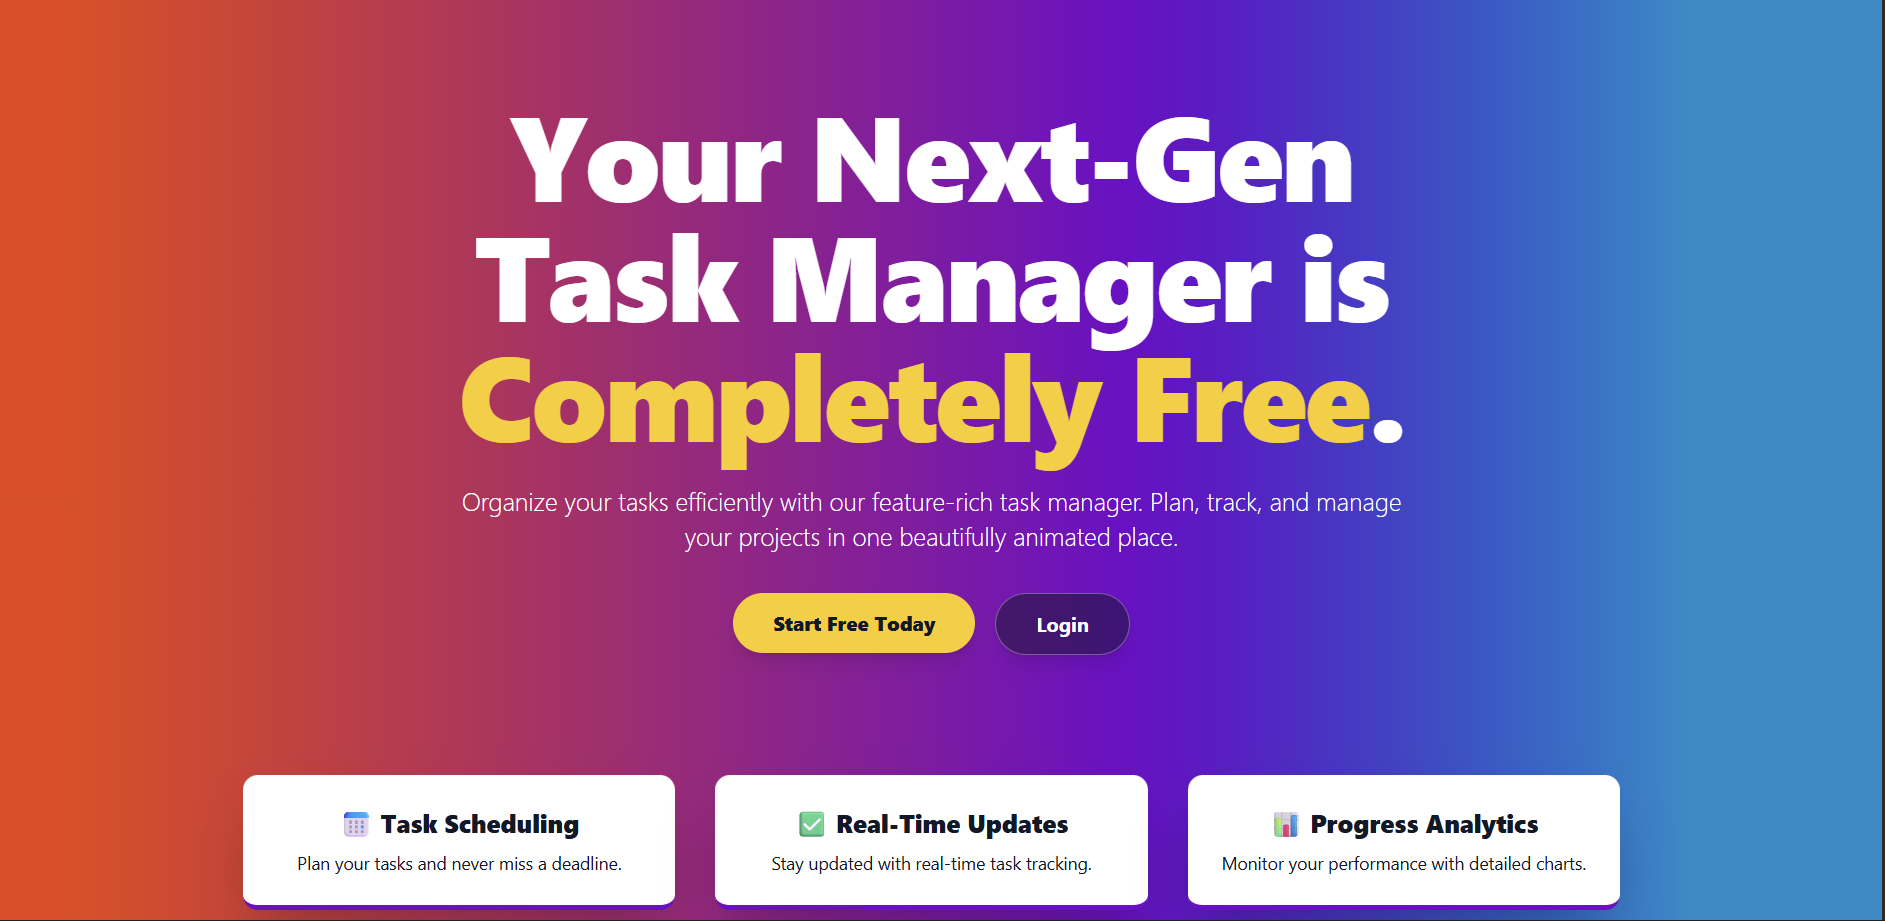 Your Next-Gen
Task Manager is
Completely Free.
Organize your tasks efficiently with our feature-rich task manager. Plan, track, and manage
your projects in one beautifully animated place.
Start Free Today
Login
Task Scheduling
Plan your tasks and never miss a deadline.
Real-Time Updates
Stay updated with real-time task tracking.
Progress Analytics
Monitor your performance with detailed charts.